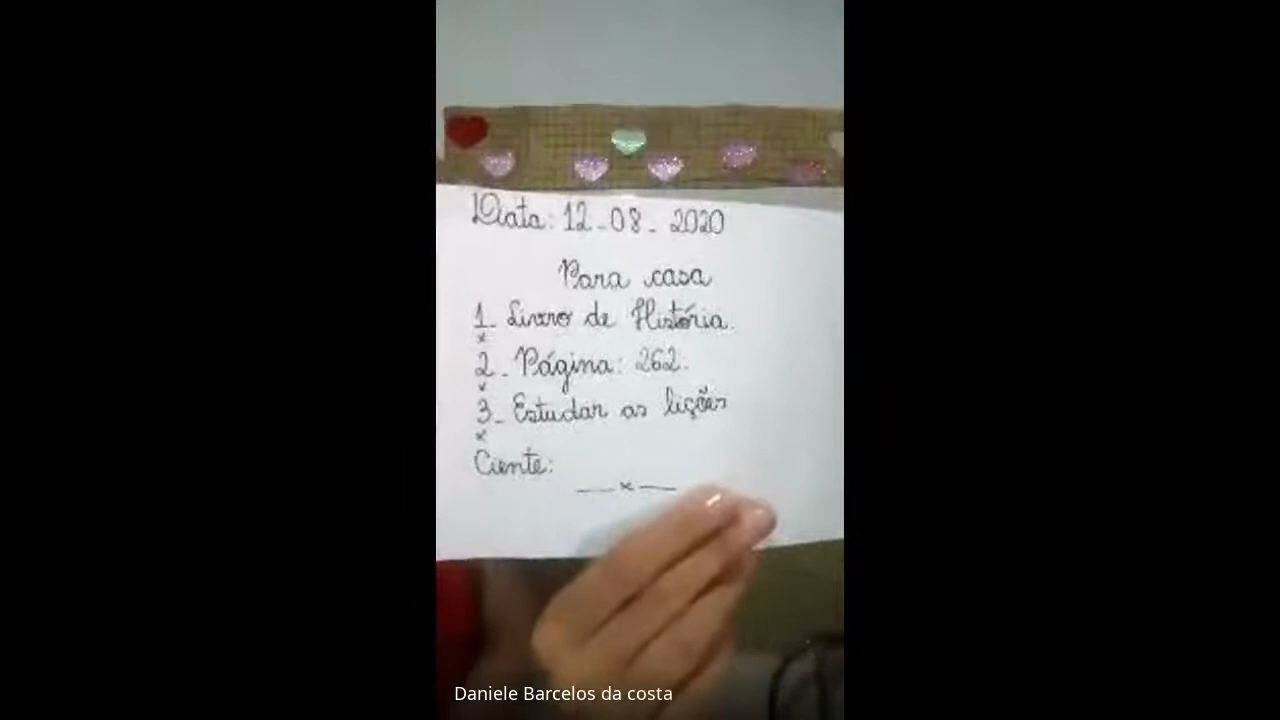 Data: 12-08-2020
Para casa
1- Livro de História.
x
2- Página: 262.
x
3- Estudar as lições
x
Ciente:
—x—
Daniele Barcelos da costa